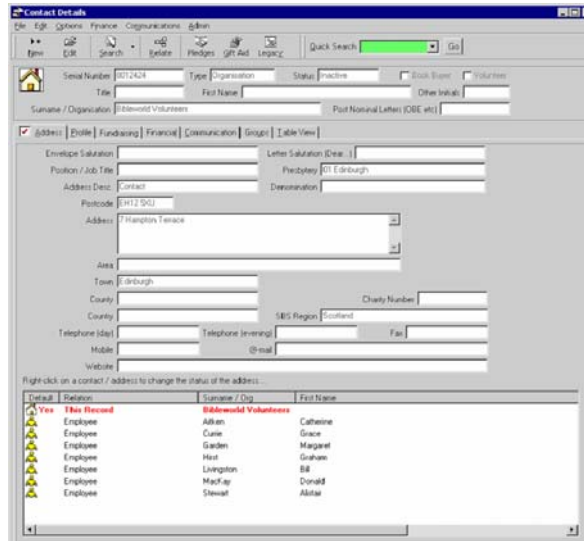 Contact Details
File Edit Options Finance Communications Admin
New Edit Search Relate Pledges Gift Aid Legacy Quick Search Go
Serial Number 0012424 Type Organisation Status Inactive Book Buyer Volunteer
Title First Name Other Initials
Surname / Organisation Bibleworld Volunteers Post Nominal Letters (OBE etc)
Address Profile Fundraising Financial Communication Groups Table View
Envelope Salutation Letter Salutation (Dear...)
Position / Job Title Presbytery 01 Edinburgh
Address Desc. Contact Denomination
Postcode EH12 5XU
Address 7 Hampton Terrace
Area
Town Edinburgh
County Charity Number
Country SBS Region Scotland
Telephone (day) Telephone (evening) Fax
Mobile @-mail
Website
Right-click on a contact / address to change the status of the address...
Default Relation Surname / Org First Name
Yes This Record Bibleworld Volunteers
Employee Aitken Catherine
Employee Currie Grace
Employee Garden Margaret
Employee Hirst Graham
Employee Livingston Bill
Employee MacKay Donald
Employee Stewart Alistair